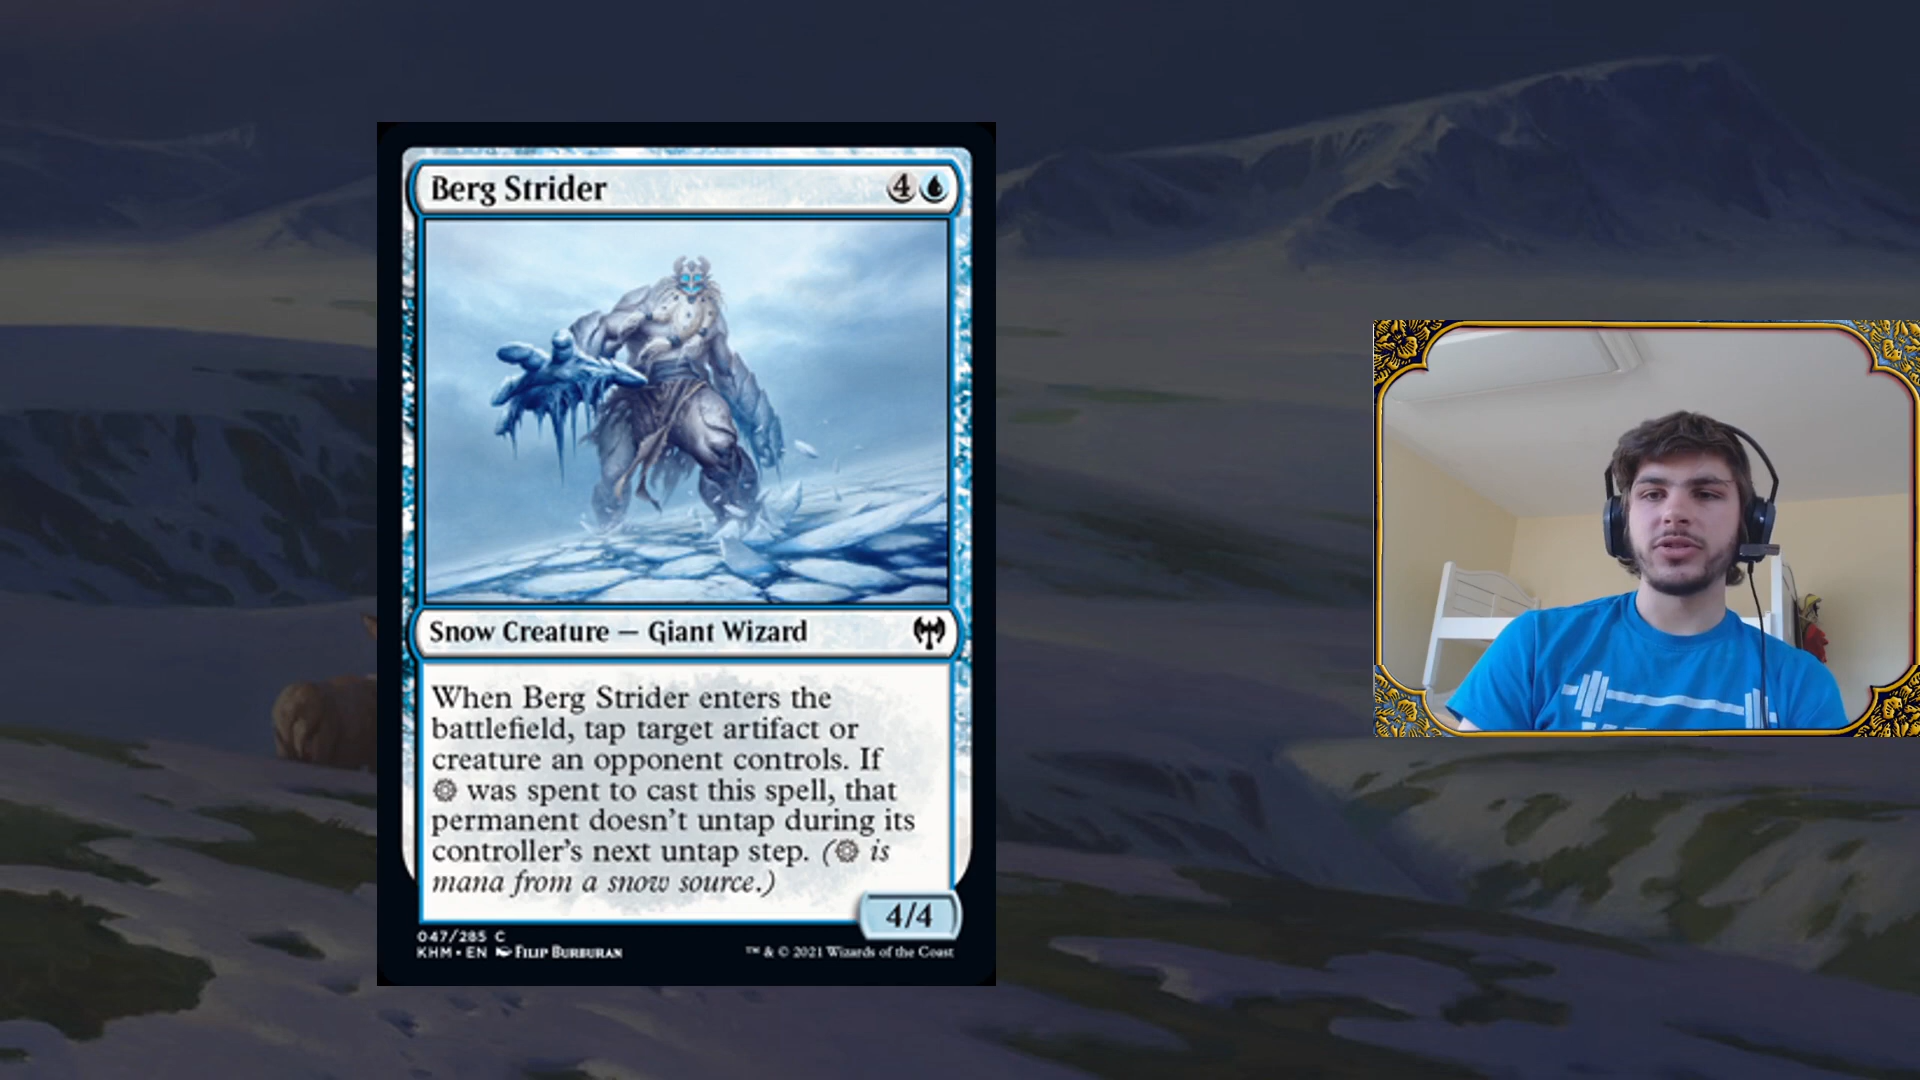 Berg Strider 4
Snow Creature — Giant Wizard
When Berg Strider enters the
battlefield, tap target artifact or
creature an opponent controls. If
was spent to cast this spell, that
permanent doesn't untap during its
controller's next untap step. ( is
mana from a snow source.)
4/4
047/285 C
KHM • EN Filip Burburan ™ & © 2021 Wizards of the Coast